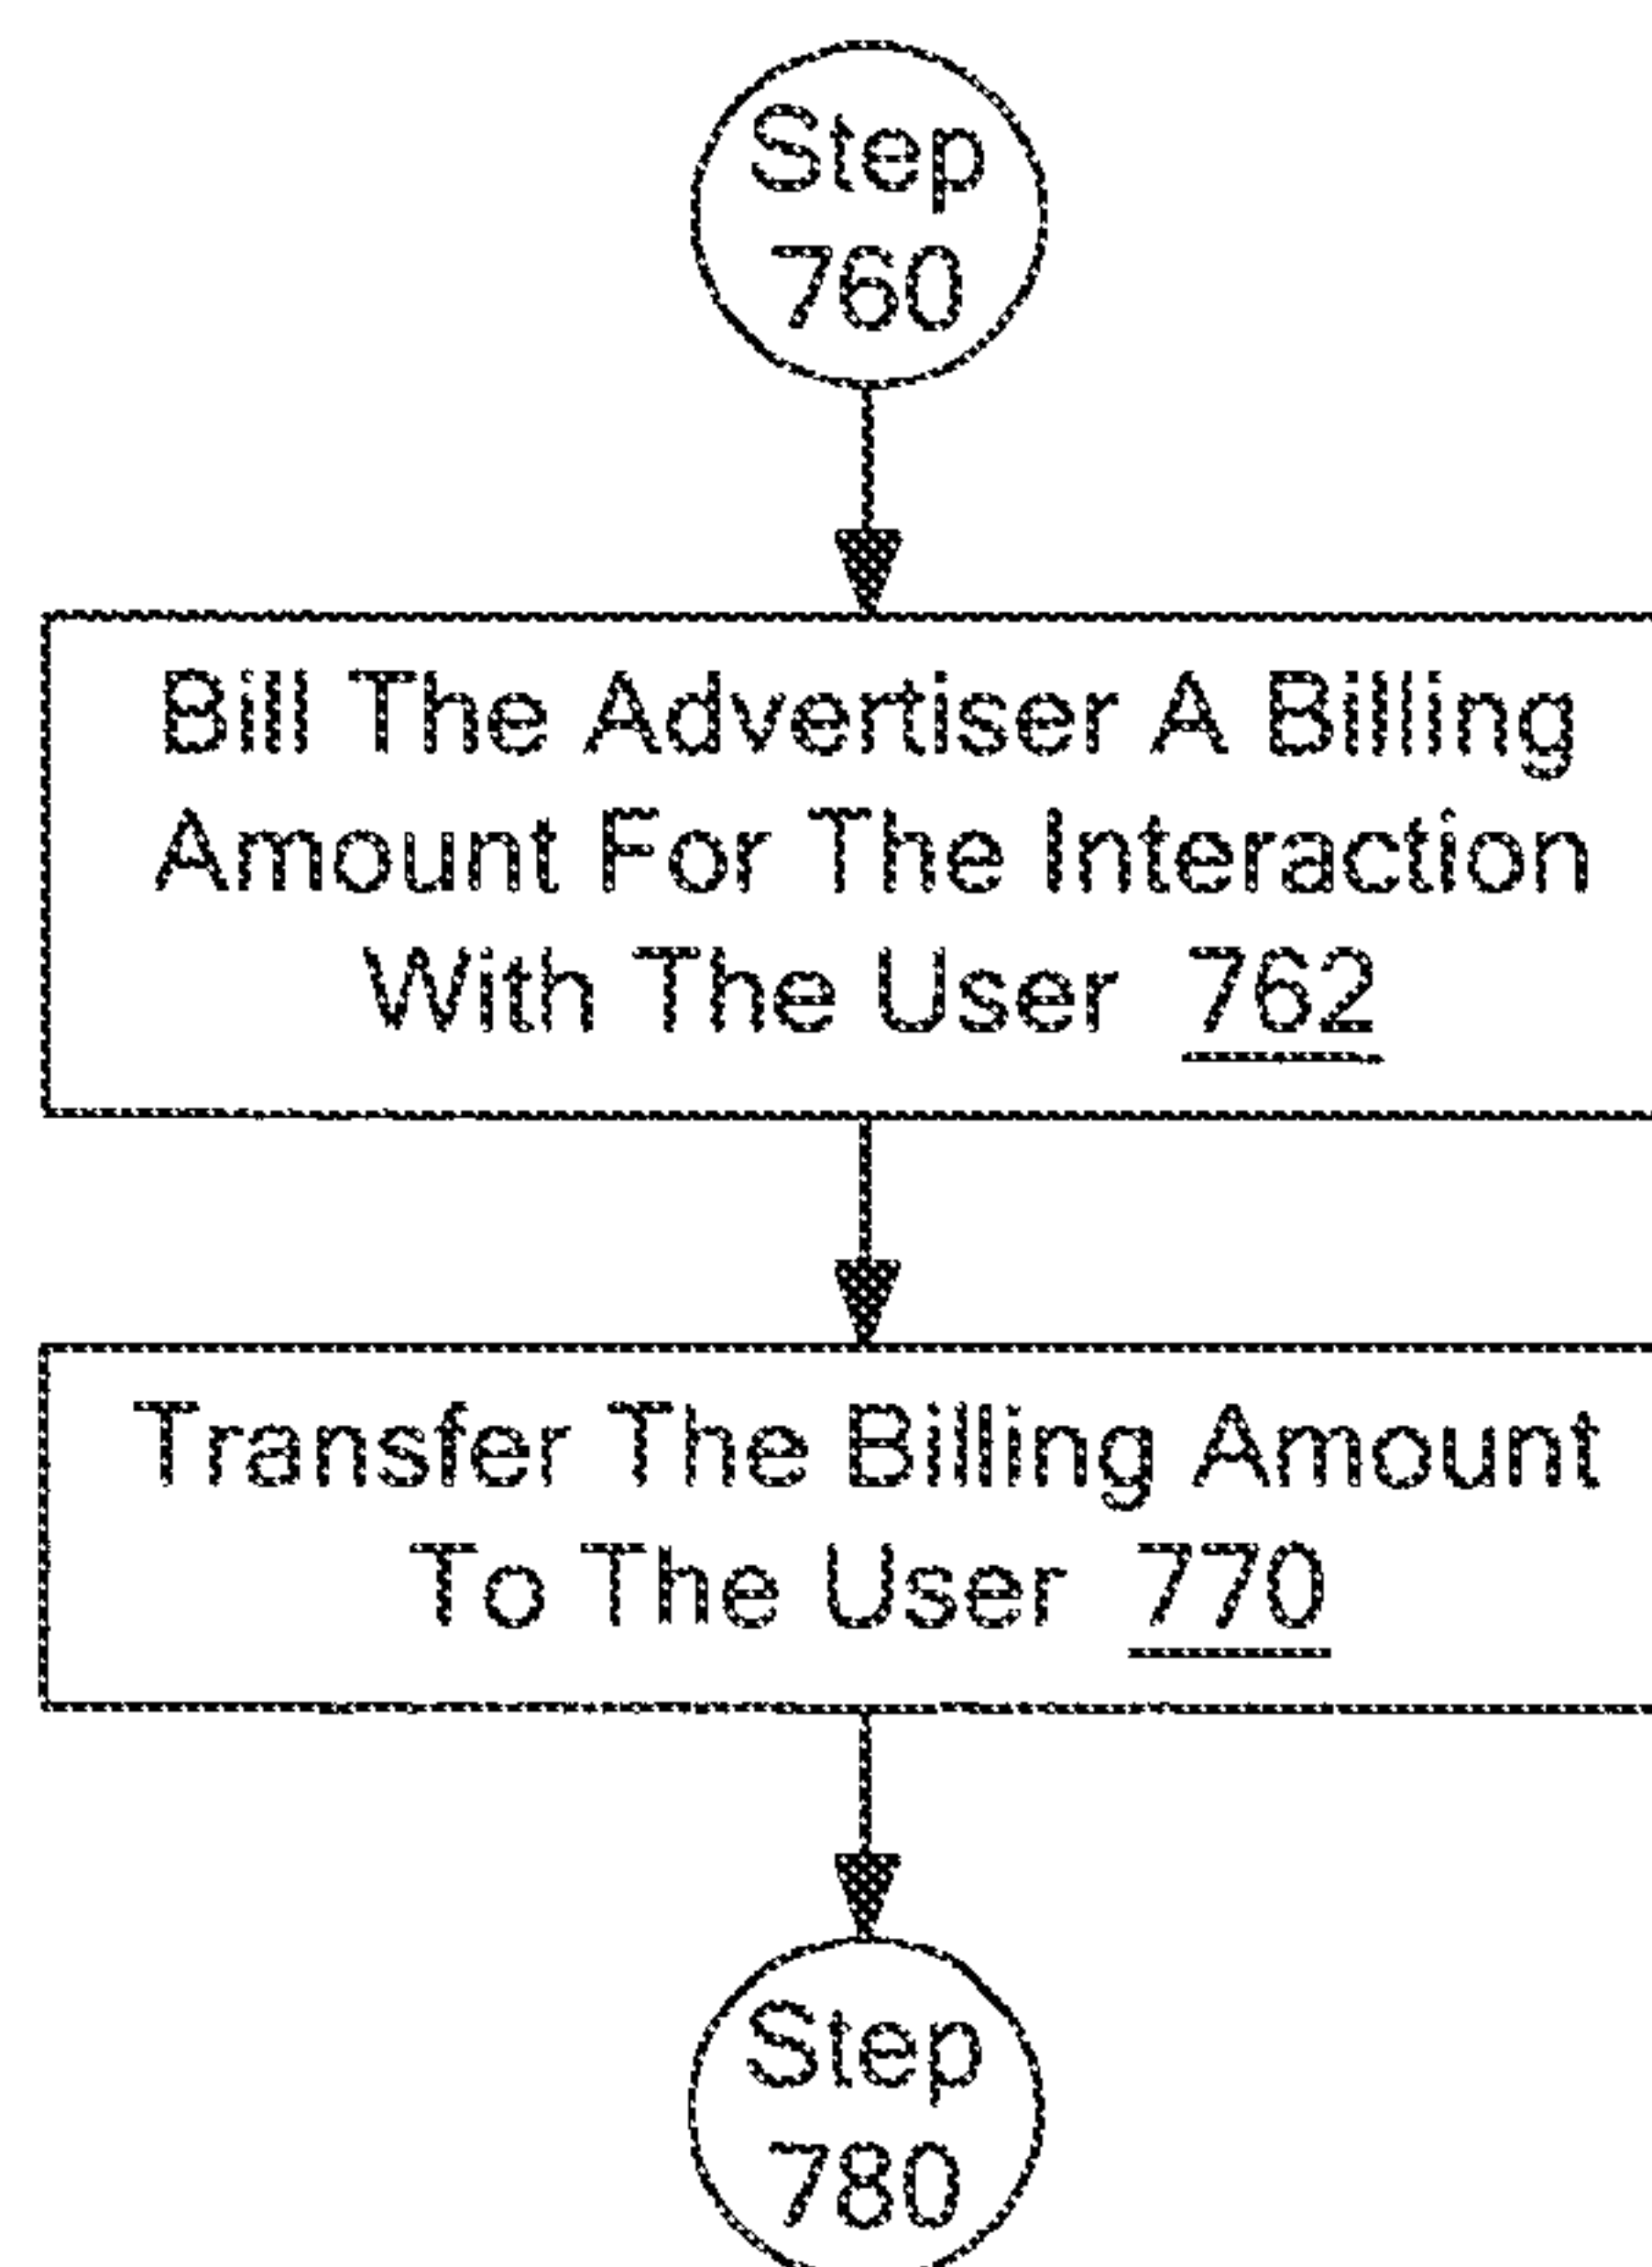 Step
760
Bill The Advertiser A Billing
Amount For The Interaction
With The User 762
Transfer The Billing Amount
To The User 770
Step
780